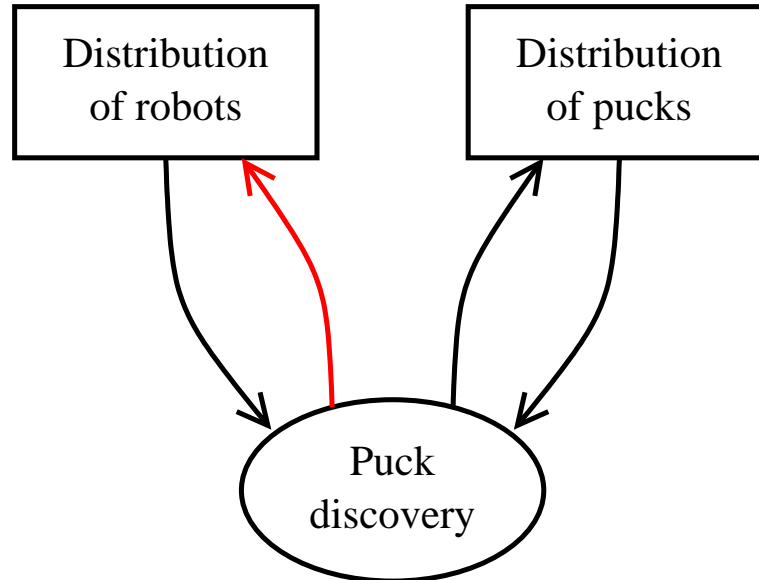 Distribution
of robots
Distribution
of pucks
Puck
discovery